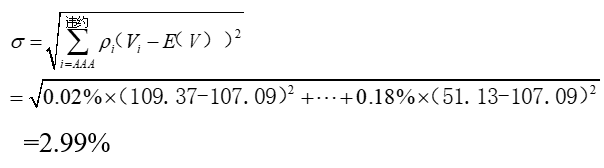 σ = √(∑_{i=AAA}^{违约} ρ_i(V_i−E(V))²)
= √(0.02%×(109.37-107.09)²+⋯+0.18%×(51.13-107.09)²)
=2.99%